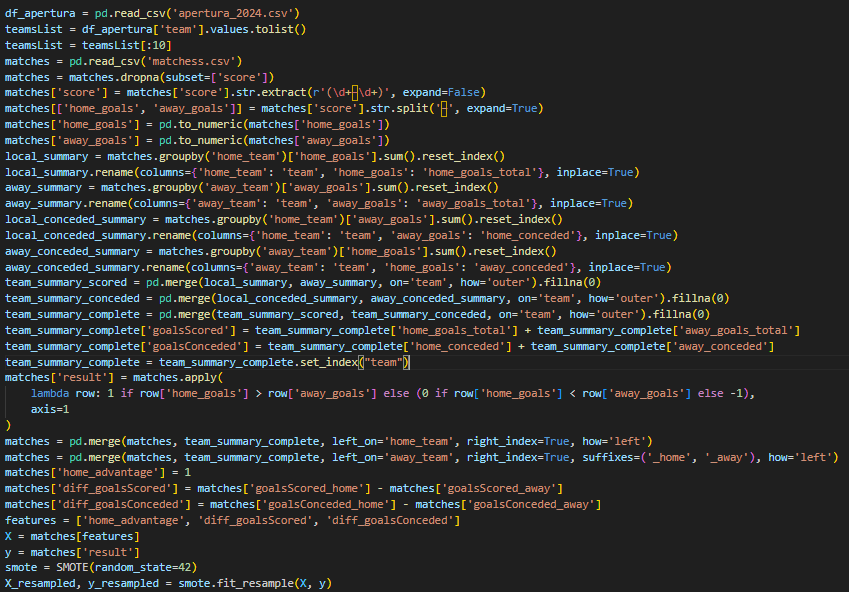 df_apertura = pd.read_csv('apertura_2024.csv')
teamsList = df_apertura['team'].values.tolist()
teamsList = teamsList[:10]
matches = pd.read_csv('matchess.csv')
matches = matches.dropna(subset=['score'])
matches['score'] = matches['score'].str.extract(r'(\d+–\d+)', expand=False)
matches[['home_goals', 'away_goals']] = matches['score'].str.split('–', expand=True)
matches['home_goals'] = pd.to_numeric(matches['home_goals'])
matches['away_goals'] = pd.to_numeric(matches['away_goals'])
local_summary = matches.groupby('home_team')['home_goals'].sum().reset_index()
local_summary.rename(columns={'home_team': 'team', 'home_goals': 'home_goals_total'}, inplace=True)
away_summary = matches.groupby('away_team')['away_goals'].sum().reset_index()
away_summary.rename(columns={'away_team': 'team', 'away_goals': 'away_goals_total'}, inplace=True)
local_conceded_summary = matches.groupby('home_team')['away_goals'].sum().reset_index()
local_conceded_summary.rename(columns={'home_team': 'team', 'away_goals': 'home_conceded'}, inplace=True)
away_conceded_summary = matches.groupby('away_team')['home_goals'].sum().reset_index()
away_conceded_summary.rename(columns={'away_team': 'team', 'home_goals': 'away_conceded'}, inplace=True)
team_summary_scored = pd.merge(local_summary, away_summary, on='team', how='outer').fillna(0)
team_summary_conceded = pd.merge(local_conceded_summary, away_conceded_summary, on='team', how='outer').fillna(0)
team_summary_complete = pd.merge(team_summary_scored, team_summary_conceded, on='team', how='outer').fillna(0)
team_summary_complete['goalsScored'] = team_summary_complete['home_goals_total'] + team_summary_complete['away_goals_total']
team_summary_complete['goalsConceded'] = team_summary_complete['home_conceded'] + team_summary_complete['away_conceded']
team_summary_complete = team_summary_complete.set_index("team")
matches['result'] = matches.apply(
    lambda row: 1 if row['home_goals'] > row['away_goals'] else (0 if row['home_goals'] < row['away_goals'] else -1),
    axis=1
)
matches = pd.merge(matches, team_summary_complete, left_on='home_team', right_index=True, how='left')
matches = pd.merge(matches, team_summary_complete, left_on='away_team', right_index=True, suffixes=('_home', '_away'), how='left')
matches['home_advantage'] = 1
matches['diff_goalsScored'] = matches['goalsScored_home'] - matches['goalsScored_away']
matches['diff_goalsConceded'] = matches['goalsConceded_home'] - matches['goalsConceded_away']
features = ['home_advantage', 'diff_goalsScored', 'diff_goalsConceded']
X = matches[features]
y = matches['result']
smote = SMOTE(random_state=42)
X_resampled, y_resampled = smote.fit_resample(X, y)